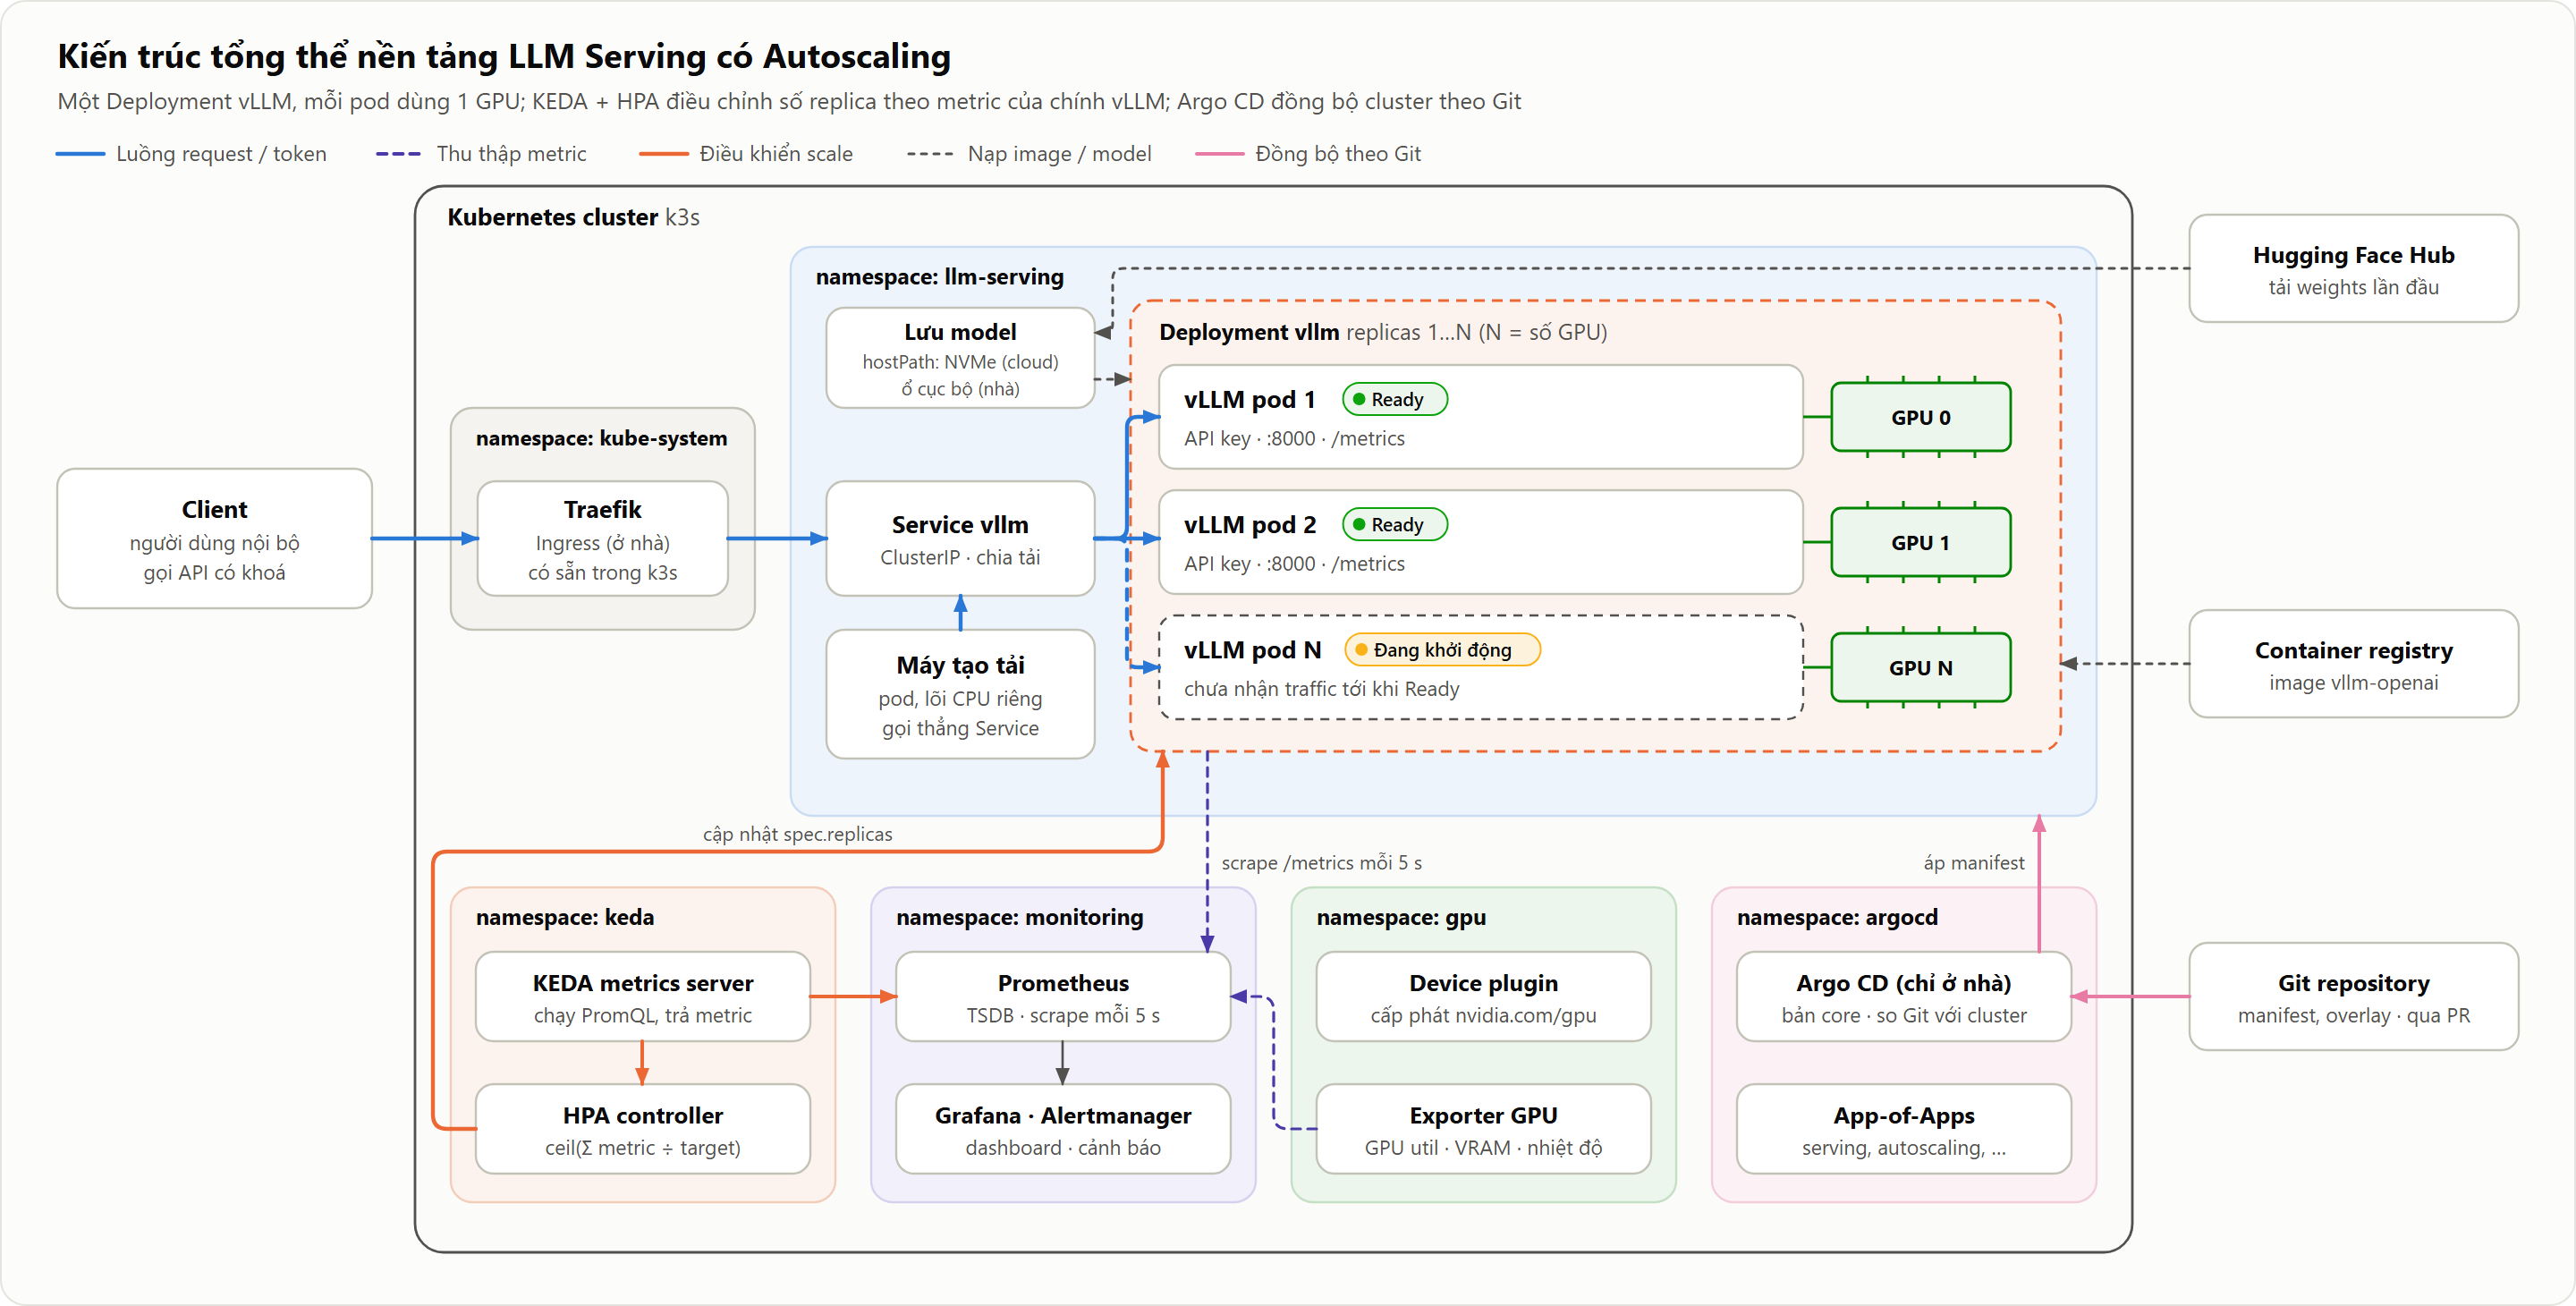 Kiến trúc tổng thể nền tảng LLM Serving có Autoscaling
Một Deployment vLLM, mỗi pod dùng 1 GPU; KEDA + HPA điều chỉnh số replica theo metric của chính vLLM; Argo CD đồng bộ cluster theo Git
Luồng request / token
Thu thập metric
Điều khiển scale
Nạp image / model
Đồng bộ theo Git
Kubernetes cluster k3s
namespace: llm-serving
Lưu model
hostPath: NVMe (cloud)
ổ cục bộ (nhà)
Deployment vllm replicas 1…N (N = số GPU)
vLLM pod 1
Ready
API key · :8000 · /metrics
GPU 0
vLLM pod 2
Ready
API key · :8000 · /metrics
GPU 1
vLLM pod N
Đang khởi động
chưa nhận traffic tới khi Ready
GPU N
Hugging Face Hub
tải weights lần đầu
namespace: kube-system
Traefik
Ingress (ở nhà)
có sẵn trong k3s
Client
người dùng nội bộ
gọi API có khoá
Service vllm
ClusterIP · chia tải
Máy tạo tải
pod, lõi CPU riêng
gọi thẳng Service
Container registry
image vllm-openai
cập nhật spec.replicas
scrape /metrics mỗi 5 s
áp manifest
namespace: keda
KEDA metrics server
chạy PromQL, trả metric
HPA controller
ceil(Σ metric ÷ target)
namespace: monitoring
Prometheus
TSDB · scrape mỗi 5 s
Grafana · Alertmanager
dashboard · cảnh báo
namespace: gpu
Device plugin
cấp phát nvidia.com/gpu
Exporter GPU
GPU util · VRAM · nhiệt độ
namespace: argocd
Argo CD (chỉ ở nhà)
bản core · so Git với cluster
App-of-Apps
serving, autoscaling, …
Git repository
manifest, overlay · qua PR